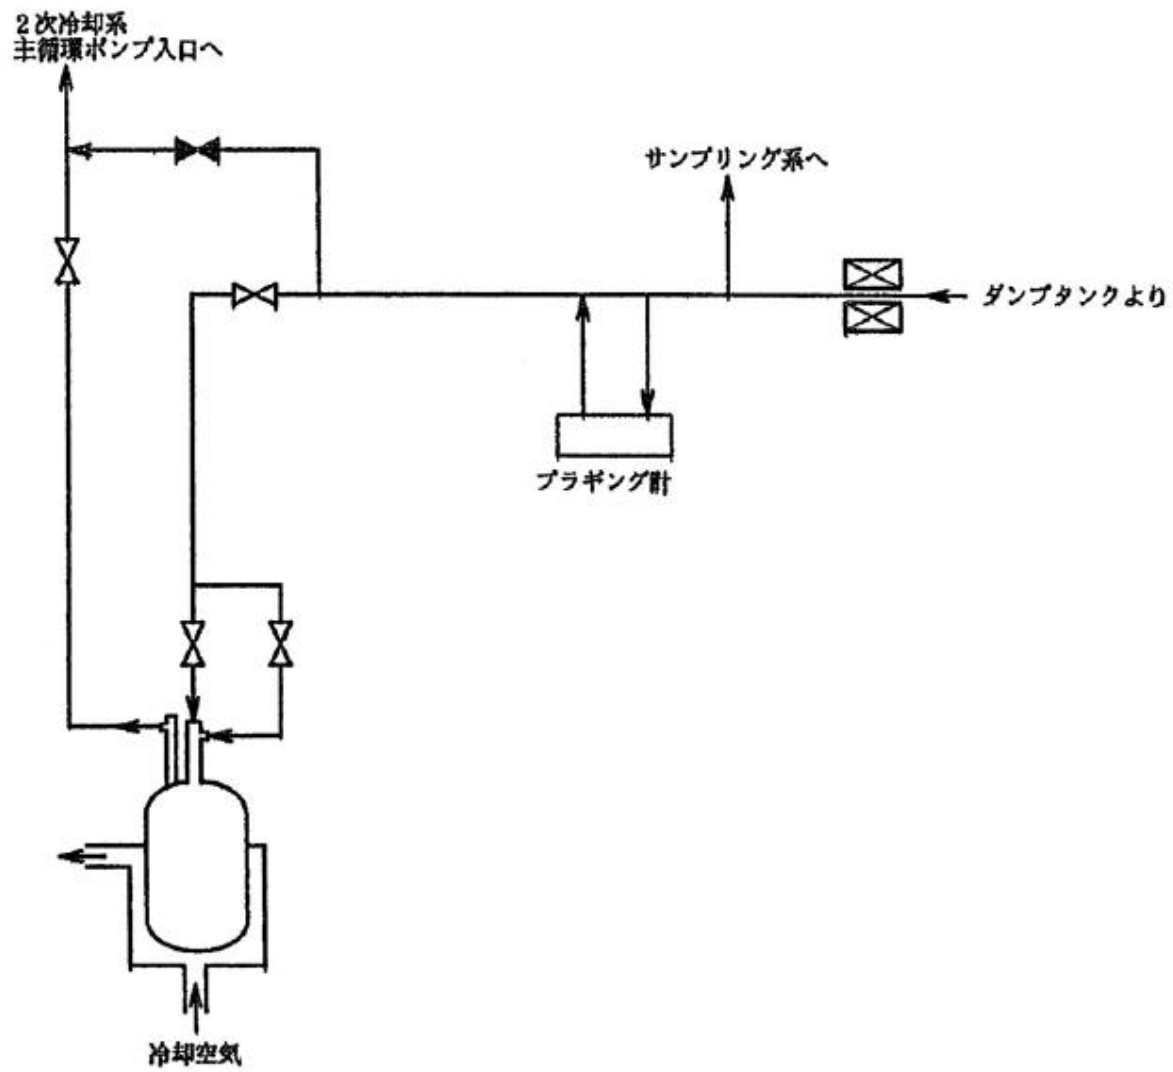 2次冷却系
主循環ポンプ入口へ
サンプリング系へ
ダンプタンクより
プラギング計
冷却空気